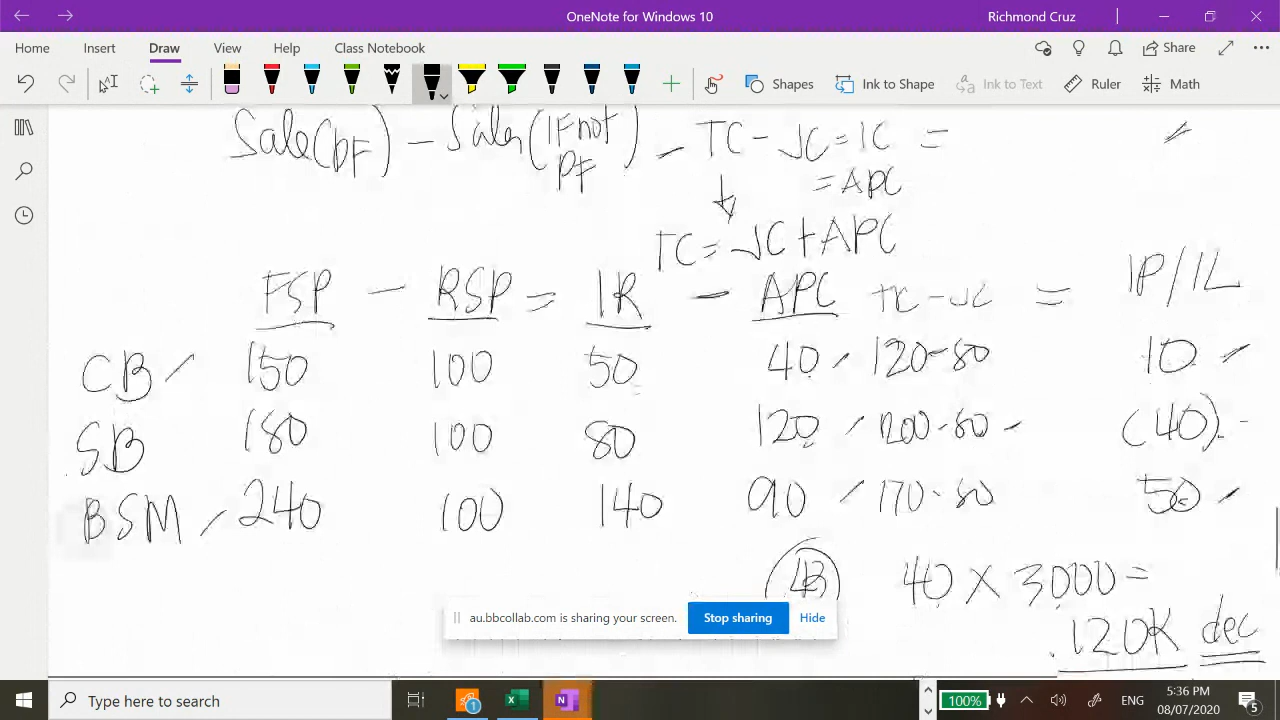 OneNote for Windows 10
Richmond Cruz
Home Insert Draw View Help Class Notebook
Share
Shapes Ink to Shape Ink to Text Ruler Math
Sale(PF) - Sales(IF not PF) - TC - JC = IC =
= APC
TC = JC + APC
FSP - RSP = IR - APC TC - JC = IP/IL
CB 150 100 50 40 120-80 10
SB 180 100 80 120 200-80 (40)
BSM 240 100 140 90 170-80 50
4B 40 x 3000 =
120K dec
au.bbcollab.com is sharing your screen. Stop sharing Hide
Type here to search
1
100%
ENG
5:36 PM
08/07/2020
5